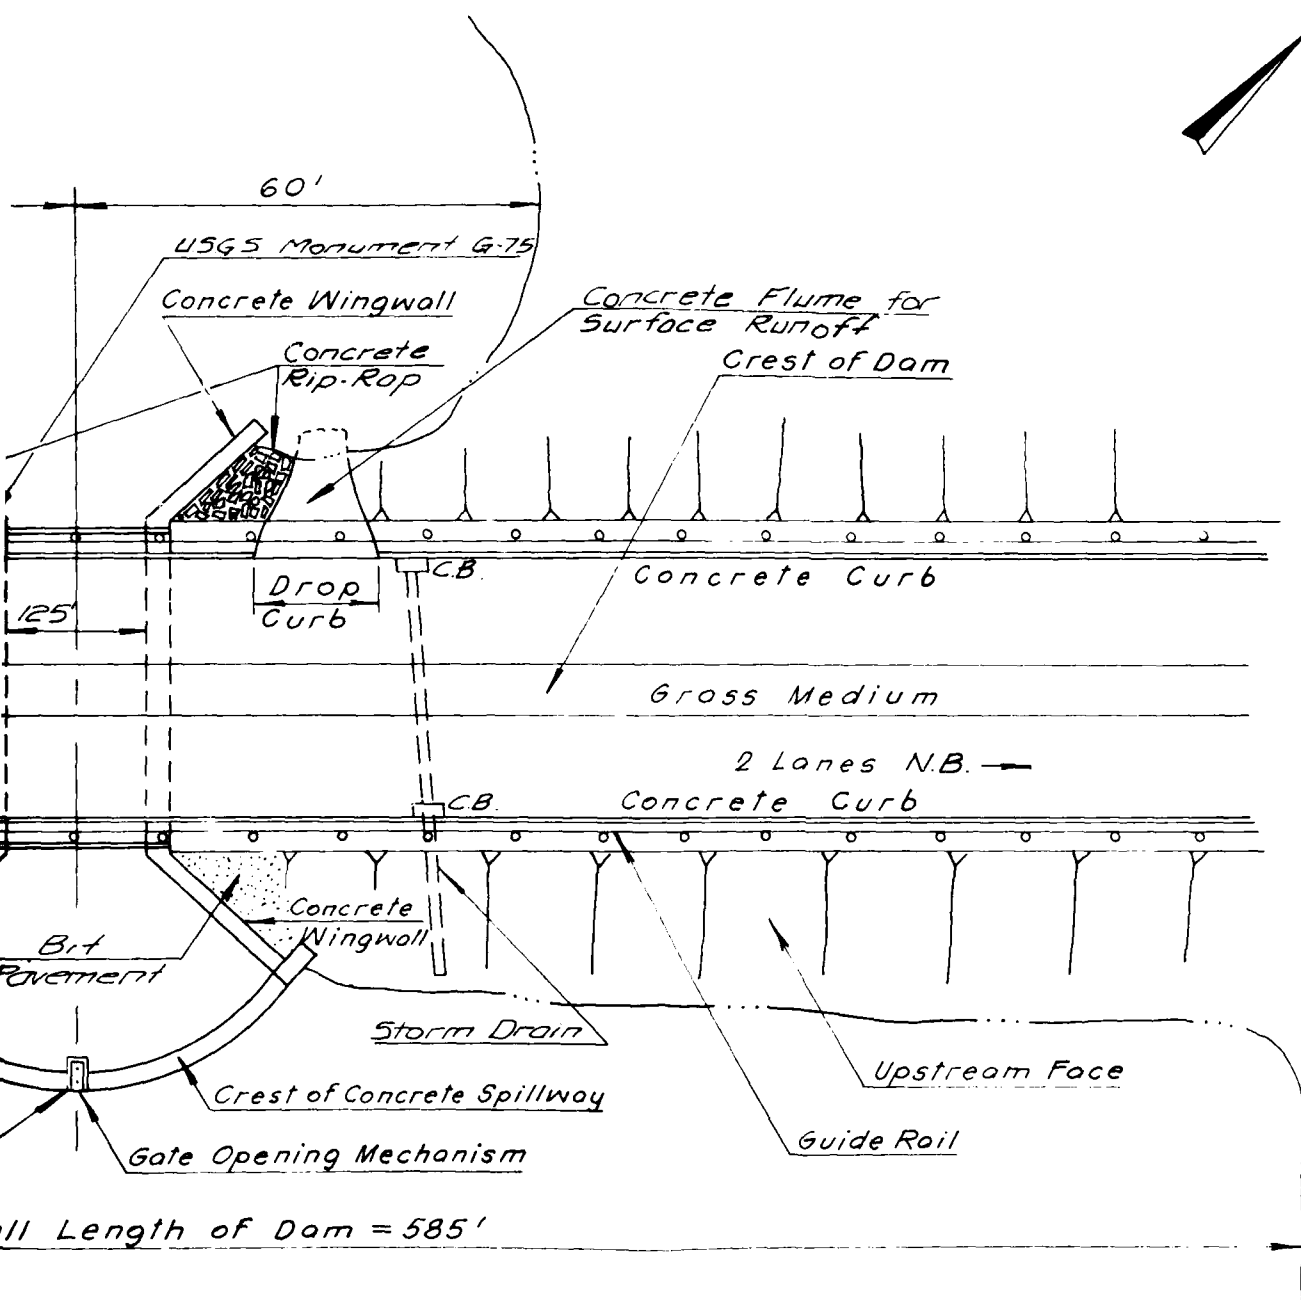 60'
USGS Monument G-75
Concrete Wingwall
Concrete Flume for
Surface Runoff
Concrete
Rip-Rap
Crest of Dam
C.B.
Concrete Curb
Drop
Curb
125'
Grass Medium
2 Lanes N.B.
C.B.
Concrete Curb
Concrete
Wingwall
Bit
Pavement
Storm Drain
Upstream Face
Crest of Concrete Spillway
Guide Rail
Gate Opening Mechanism
all Length of Dam = 585'